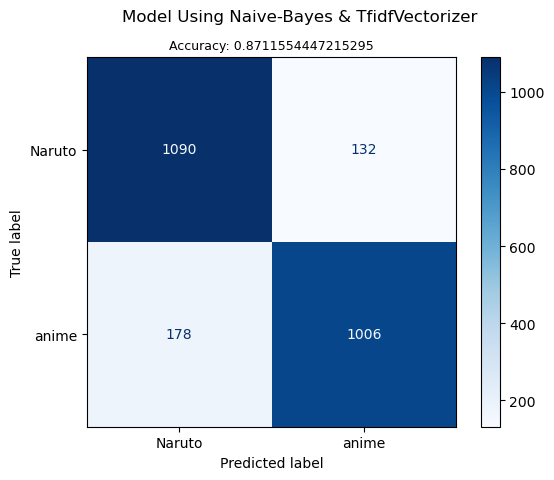 Model Using Naive-Bayes & TfidfVectorizer
Accuracy: 0.8711554447215295
Naruto
1090
132
1000
800
True label
600
400
anime
178
1006
200
Naruto
anime
Predicted label